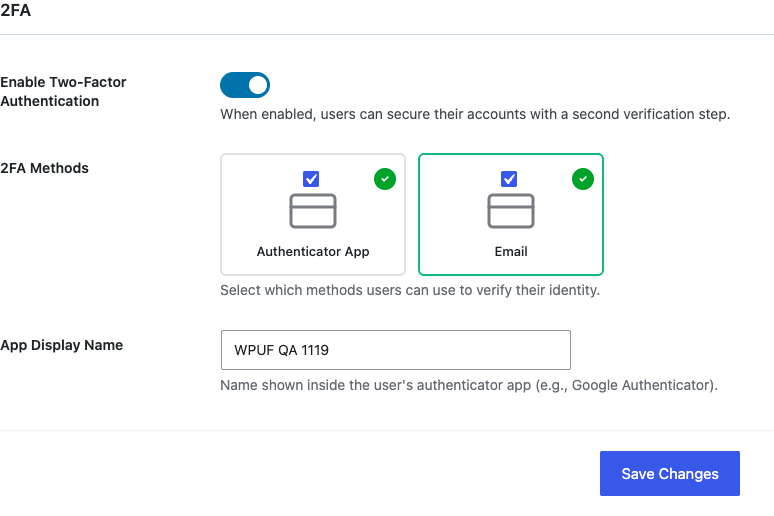 2FA
Enable Two-Factor
Authentication
When enabled, users can secure their accounts with a second verification step.
2FA Methods
Authenticator App
Email
Select which methods users can use to verify their identity.
App Display Name
WPUF QA 1119
Name shown inside the user's authenticator app (e.g., Google Authenticator).
Save Changes